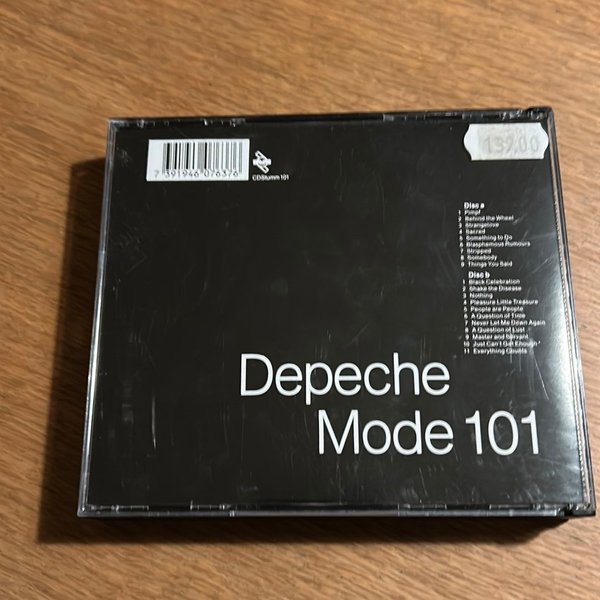 7 391946 076376
CDStumm 101
139.00
Disc a
1 Pimpf
2 Behind the Wheel
3 Strangelove
4 Sacred
5 Something to Do
6 Blasphemous Rumours
7 Stripped
8 Somebody
9 Things You Said
Disc b
1 Black Celebration
2 Shake the Disease
3 Nothing
4 Pleasure Little Treasure
5 People are People
6 A Question of Time
7 Never Let Me Down Again
8 A Question of Lust
9 Master and Servant
10 Just Can't Get Enough
11 Everything Counts
Depeche
Mode 101